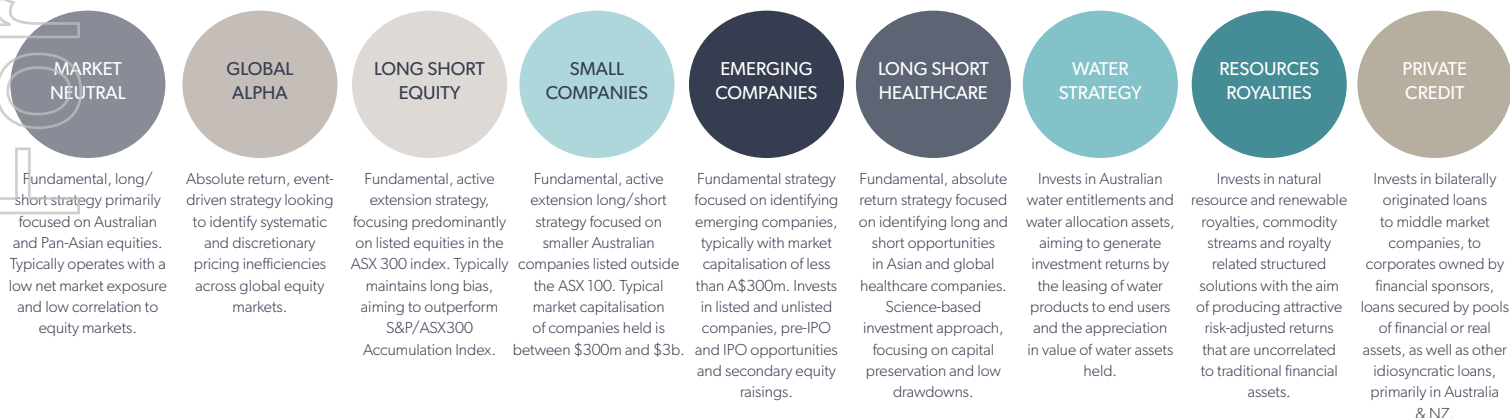 MARKET
NEUTRAL
Fundamental, long/
short strategy primarily
focused on Australian
and Pan-Asian equities.
Typically operates with a
low net market exposure
and low correlation to
equity markets.
GLOBAL
ALPHA
Absolute return, event-
driven strategy looking
to identify systematic
and discretionary
pricing inefficiencies
across global equity
markets.
LONG SHORT
EQUITY
Fundamental, active
extension strategy,
focusing predominantly
on listed equities in the
ASX 300 index. Typically
maintains long bias,
aiming to outperform
S&P/ASX300
Accumulation Index.
SMALL
COMPANIES
Fundamental, active
extension long/short
strategy focused on
smaller Australian
companies listed outside
the ASX 100. Typical
market capitalisation
of companies held is
between $300m and $3b.
EMERGING
COMPANIES
Fundamental strategy
focused on identifying
emerging companies,
typically with market
capitalisation of less
than A$300m. Invests
in listed and unlisted
companies, pre-IPO
and IPO opportunities
and secondary equity
raisings.
LONG SHORT
HEALTHCARE
Fundamental, absolute
return strategy focused
on identifying long and
short opportunities
in Asian and global
healthcare companies.
Science-based
investment approach,
focusing on capital
preservation and low
drawdowns.
WATER
STRATEGY
Invests in Australian
water entitlements and
water allocation assets,
aiming to generate
investment returns by
the leasing of water
products to end users
and the appreciation
in value of water assets
held.
RESOURCES
ROYALTIES
Invests in natural
resource and renewable
royalties, commodity
streams and royalty
related structured
solutions with the aim
of producing attractive
risk-adjusted returns
that are uncorrelated
to traditional financial
assets.
PRIVATE
CREDIT
Invests in bilaterally
originated loans
to middle market
companies, to
corporates owned by
financial sponsors,
loans secured by pools
of financial or real
assets, as well as other
idiosyncratic loans,
primarily in Australia
& NZ.